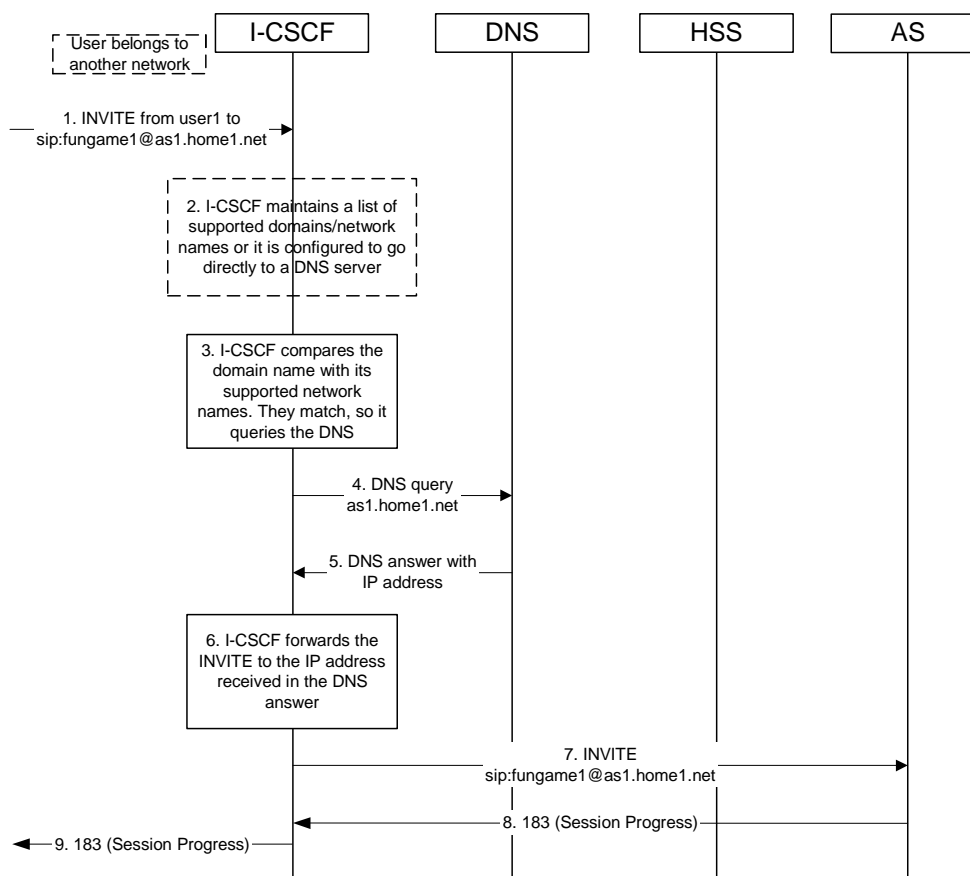 I-CSCF
DNS
HSS
AS
User belongs to
another network
1. INVITE from user1 to
sip:fungame1@as1.home1.net
2. I-CSCF maintains a list of
supported domains/network
names or it is configured to go
directly to a DNS server
3. I-CSCF compares the
domain name with its
supported network
names. They match, so it
queries the DNS
4. DNS query
as1.home1.net
5. DNS answer with
IP address
6. I-CSCF forwards the
INVITE to the IP address
received in the DNS
answer
7. INVITE
sip:fungame1@as1.home1.net
8. 183 (Session Progress)
9. 183 (Session Progress)